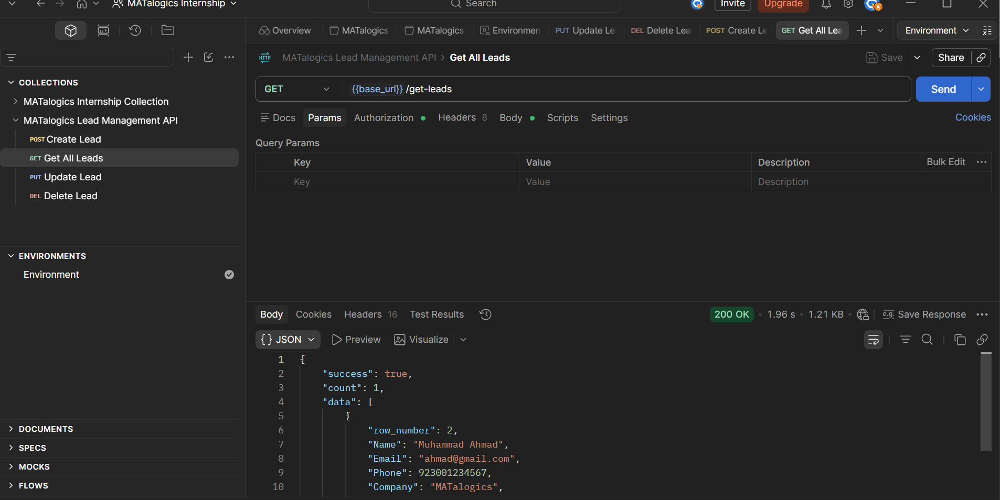 MATalogics Internship
Search
Invite
Upgrade
Overview
MATalogics
MATalogics
Environmen
PUT Update Le
DEL Delete Lea
POST Create Le
GET Get All Lea
Environment
HTTP MATalogics Lead Management API > Get All Leads
Save
Share
COLLECTIONS
MATalogics Internship Collection
MATalogics Lead Management API
POST Create Lead
GET Get All Leads
PUT Update Lead
DEL Delete Lead
ENVIRONMENTS
Environment
DOCUMENTS
SPECS
MOCKS
FLOWS
GET {{base_url}} /get-leads
Send
Docs Params Authorization Headers 8 Body Scripts Settings
Cookies
Query Params
Key Value Description Bulk Edit
Key Value Description
Body Cookies Headers 16 Test Results
200 OK • 1.96 s • 1.21 KB • e.g. Save Response
{} JSON Preview Visualize
1 {
2 "success": true,
3 "count": 1,
4 "data": [
5 {
6 "row_number": 2,
7 "Name": "Muhammad Ahmad",
8 "Email": "ahmad@gmail.com",
9 "Phone": 923001234567,
10 "Company": "MATalogics",